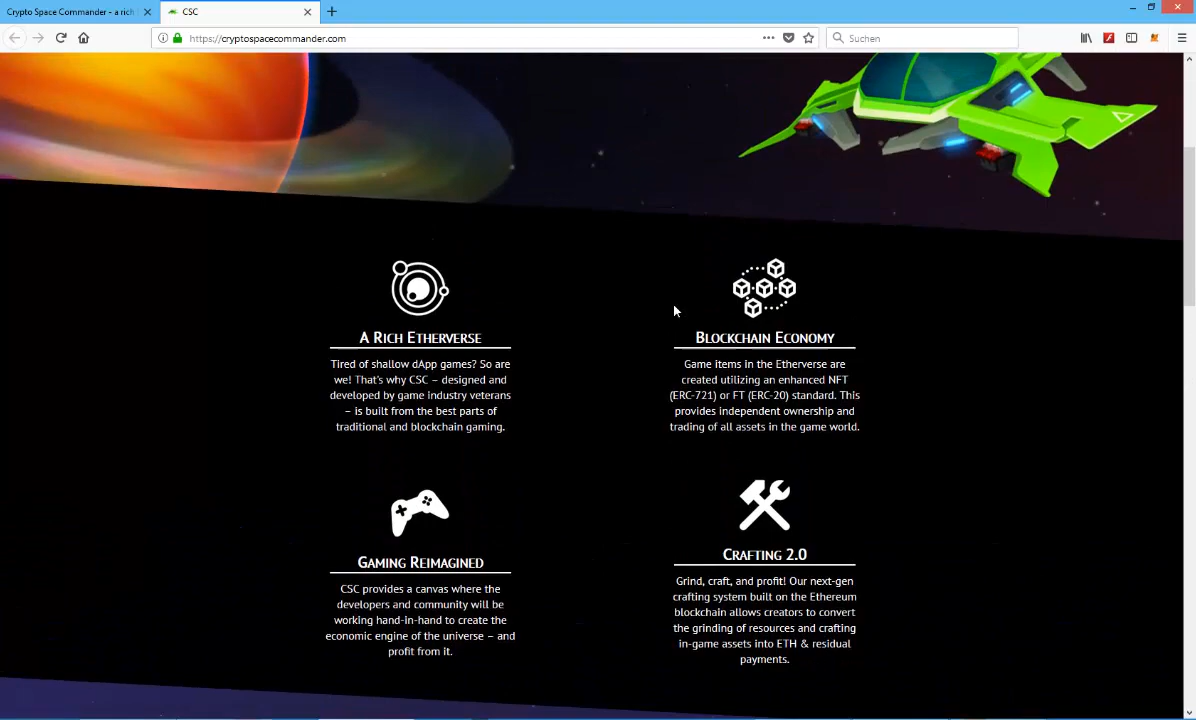 Crypto Space Commander - a rich
CSC
https://cryptospacecommander.com
Suchen
A Rich Etherverse
Tired of shallow dApp games? So are
we! That's why CSC – designed and
developed by game industry veterans
– is built from the best parts of
traditional and blockchain gaming.
Blockchain Economy
Game items in the Etherverse are
created utilizing an enhanced NFT
(ERC-721) or FT (ERC-20) standard. This
provides independent ownership and
trading of all assets in the game world.
Gaming Reimagined
CSC provides a canvas where the
developers and community will be
working hand-in-hand to create the
economic engine of the universe – and
profit from it.
Crafting 2.0
Grind, craft, and profit! Our next-gen
crafting system built on the Ethereum
blockchain allows creators to convert
the grinding of resources and crafting
in-game assets into ETH & residual
payments.